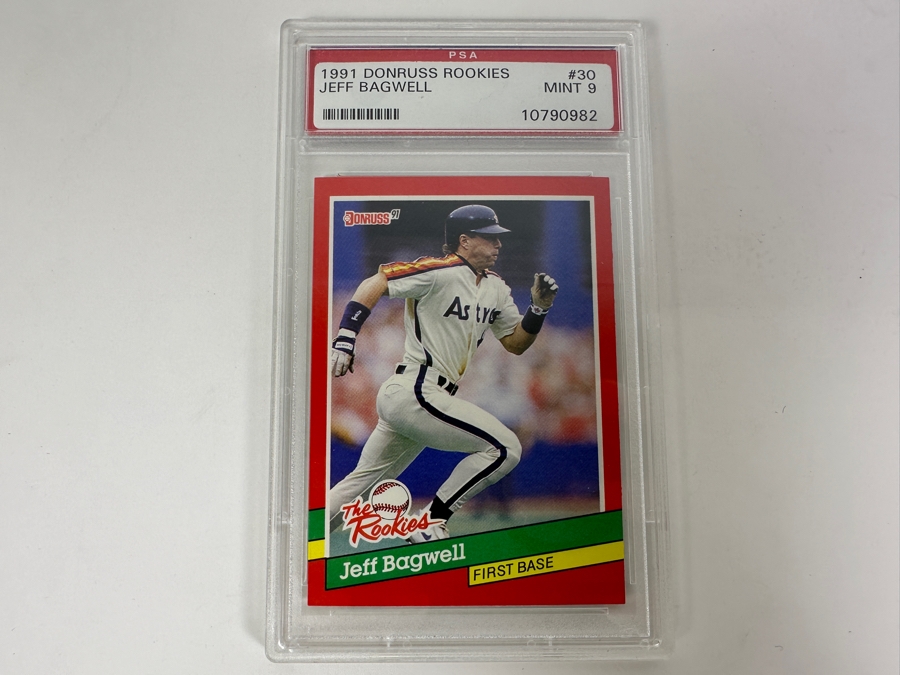 PSA
1991 DONRUSS ROOKIES #30
JEFF BAGWELL MINT 9
10790982
DONRUSS '91
Astros
The
Rookies
Jeff Bagwell
FIRST BASE